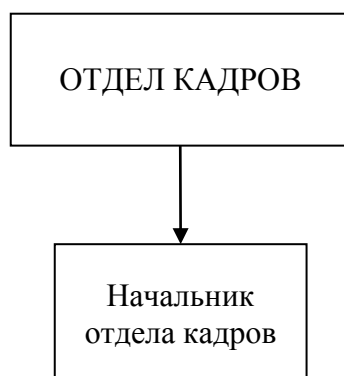 ОТДЕЛ КАДРОВ
Начальник
отдела кадров